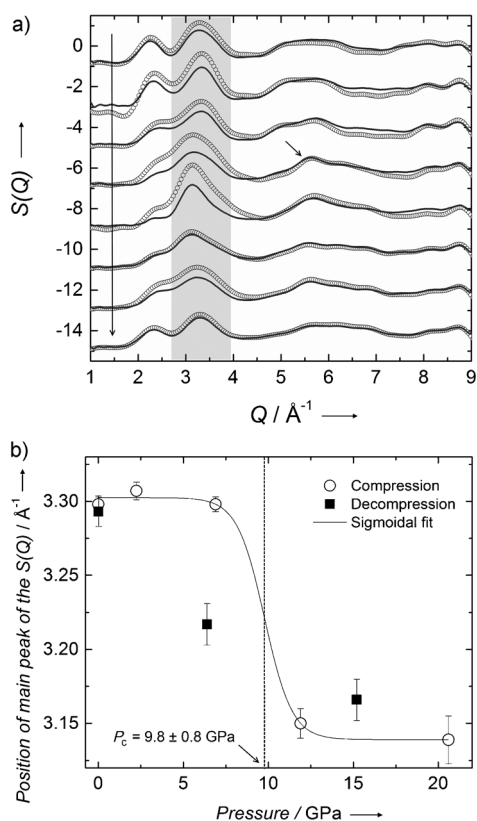 a)
S(Q)
0
-2
-4
-6
-8
-10
-12
-14
1 2 3 4 5 6 7 8 9
Q / Å-1
b)
Position of main peak of the S(Q) / Å-1
3.30
3.25
3.20
3.15
Compression
Decompression
Sigmoidal fit
Pc = 9.8 ± 0.8 GPa
0 5 10 15 20
Pressure / GPa